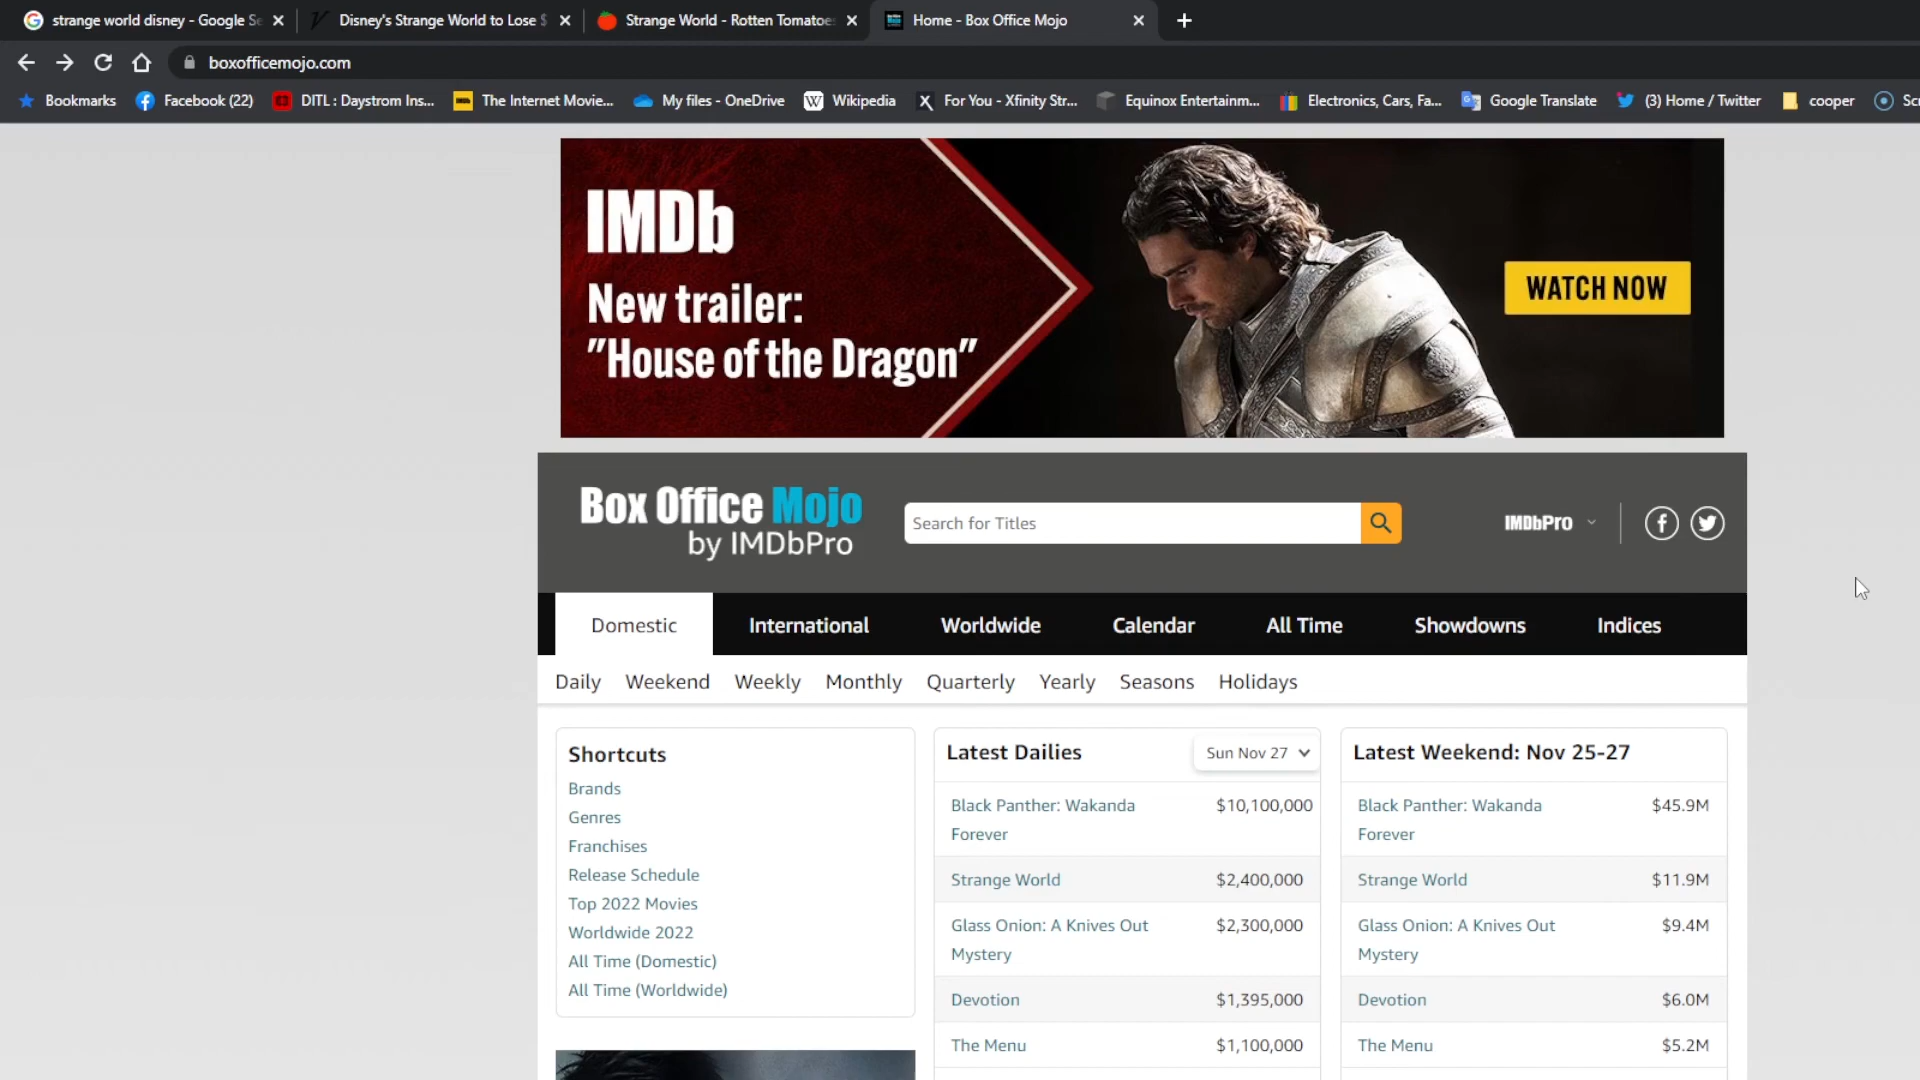 strange world disney - Google Se
Disney's Strange World to Lose $
Strange World - Rotten Tomatoes
Home - Box Office Mojo
boxofficemojo.com
Bookmarks
Facebook (22)
DITL : Daystrom Ins...
The Internet Movie...
My files - OneDrive
Wikipedia
For You - Xfinity Str...
Equinox Entertainm...
Electronics, Cars, Fa...
Google Translate
(3) Home / Twitter
cooper
IMDb
New trailer:
"House of the Dragon"
WATCH NOW
Box Office Mojo
by IMDbPro
Search for Titles
IMDbPro
Domestic International Worldwide Calendar All Time Showdowns Indices
Daily Weekend Weekly Monthly Quarterly Yearly Seasons Holidays
Shortcuts
Brands
Genres
Franchises
Release Schedule
Top 2022 Movies
Worldwide 2022
All Time (Domestic)
All Time (Worldwide)
Latest Dailies
Sun Nov 27
Black Panther: Wakanda $10,100,000
Forever
Strange World $2,400,000
Glass Onion: A Knives Out $2,300,000
Mystery
Devotion $1,395,000
The Menu $1,100,000
Latest Weekend: Nov 25-27
Black Panther: Wakanda $45.9M
Forever
Strange World $11.9M
Glass Onion: A Knives Out $9.4M
Mystery
Devotion $6.0M
The Menu $5.2M